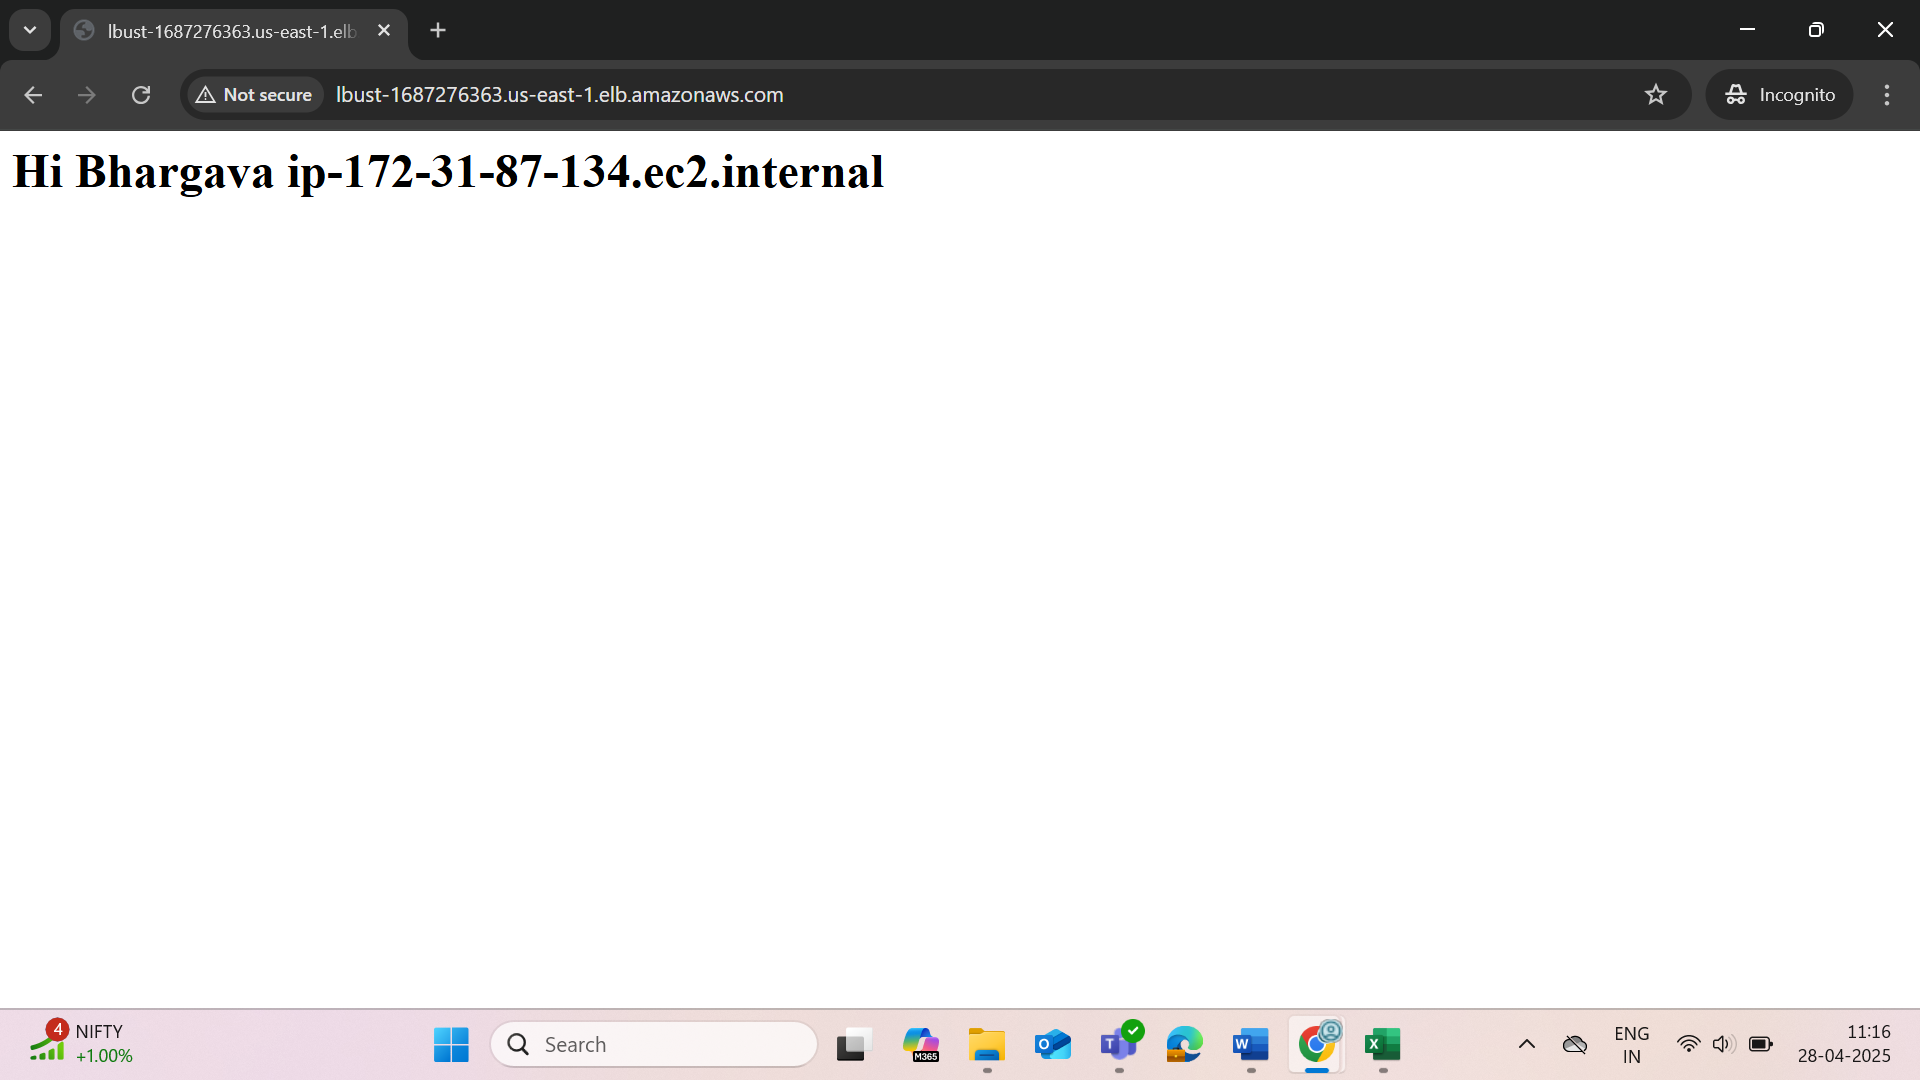 lbust-1687276363.us-east-1.elb
Not secure
lbust-1687276363.us-east-1.elb.amazonaws.com
Incognito
Hi Bhargava ip-172-31-87-134.ec2.internal
4
NIFTY
+1.00%
Search
M365
O
T
W
X
ENG
IN
11:16
28-04-2025